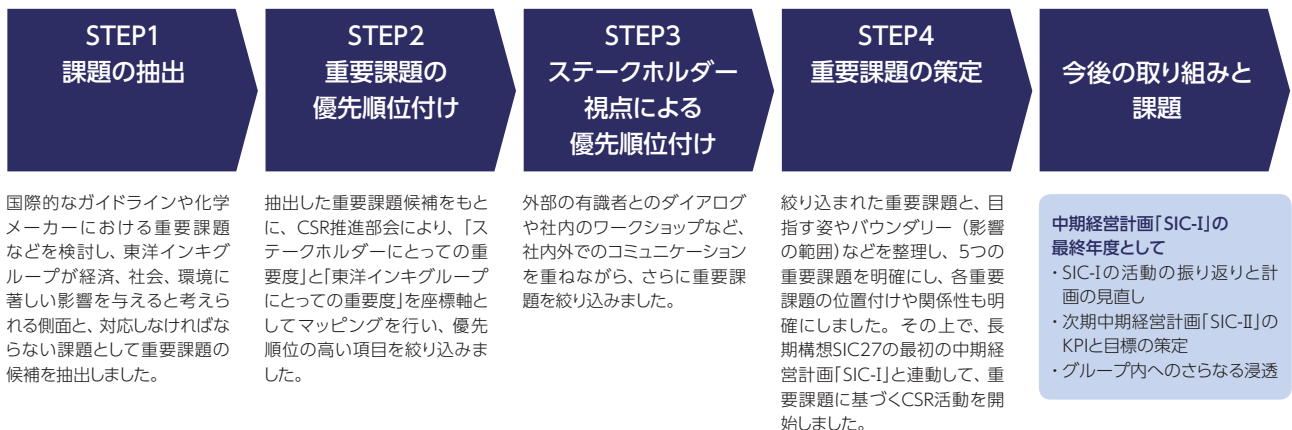 STEP1
課題の抽出
国際的なガイドラインや化学
メーカーにおける重要課題
などを検討し、東洋インキグ
ループが経済、社会、環境に
著しい影響を与えると考えら
れる側面と、対応しなければな
らない課題として重要課題の
候補を抽出しました。
STEP2
重要課題の
優先順位付け
抽出した重要課題候補をもと
に、CSR推進部会により、「ス
テークホルダーにとっての重
要度」と「東洋インキグループ
にとっての重要度」を座標軸と
してマッピングを行い、優先
順位の高い項目を絞り込みま
した。
STEP3
ステークホルダー
視点による
優先順位付け
外部の有識者とのダイアログ
や社内のワークショップなど、
社内外でのコミュニケーション
を重ねながら、さらに重要課
題を絞り込みました。
STEP4
重要課題の策定
絞り込まれた重要課題と、目
指す姿やバウンダリー（影響
の範囲）などを整理し、5つの
重要課題を明確にし、各重要
課題の位置付けや関係性も明
確にしました。その上で、長
期構想SIC27の最初の中期経
営計画「SIC-I」と連動して、重
要課題に基づくCSR活動を開
始しました。
今後の取り組みと
課題
中期経営計画「SIC-I」の
最終年度として
・SIC-Iの活動の振り返りと計
画の見直し
・次期中期経営計画「SIC-Ⅱ」の
KPIと目標の策定
・グループ内へのさらなる浸透